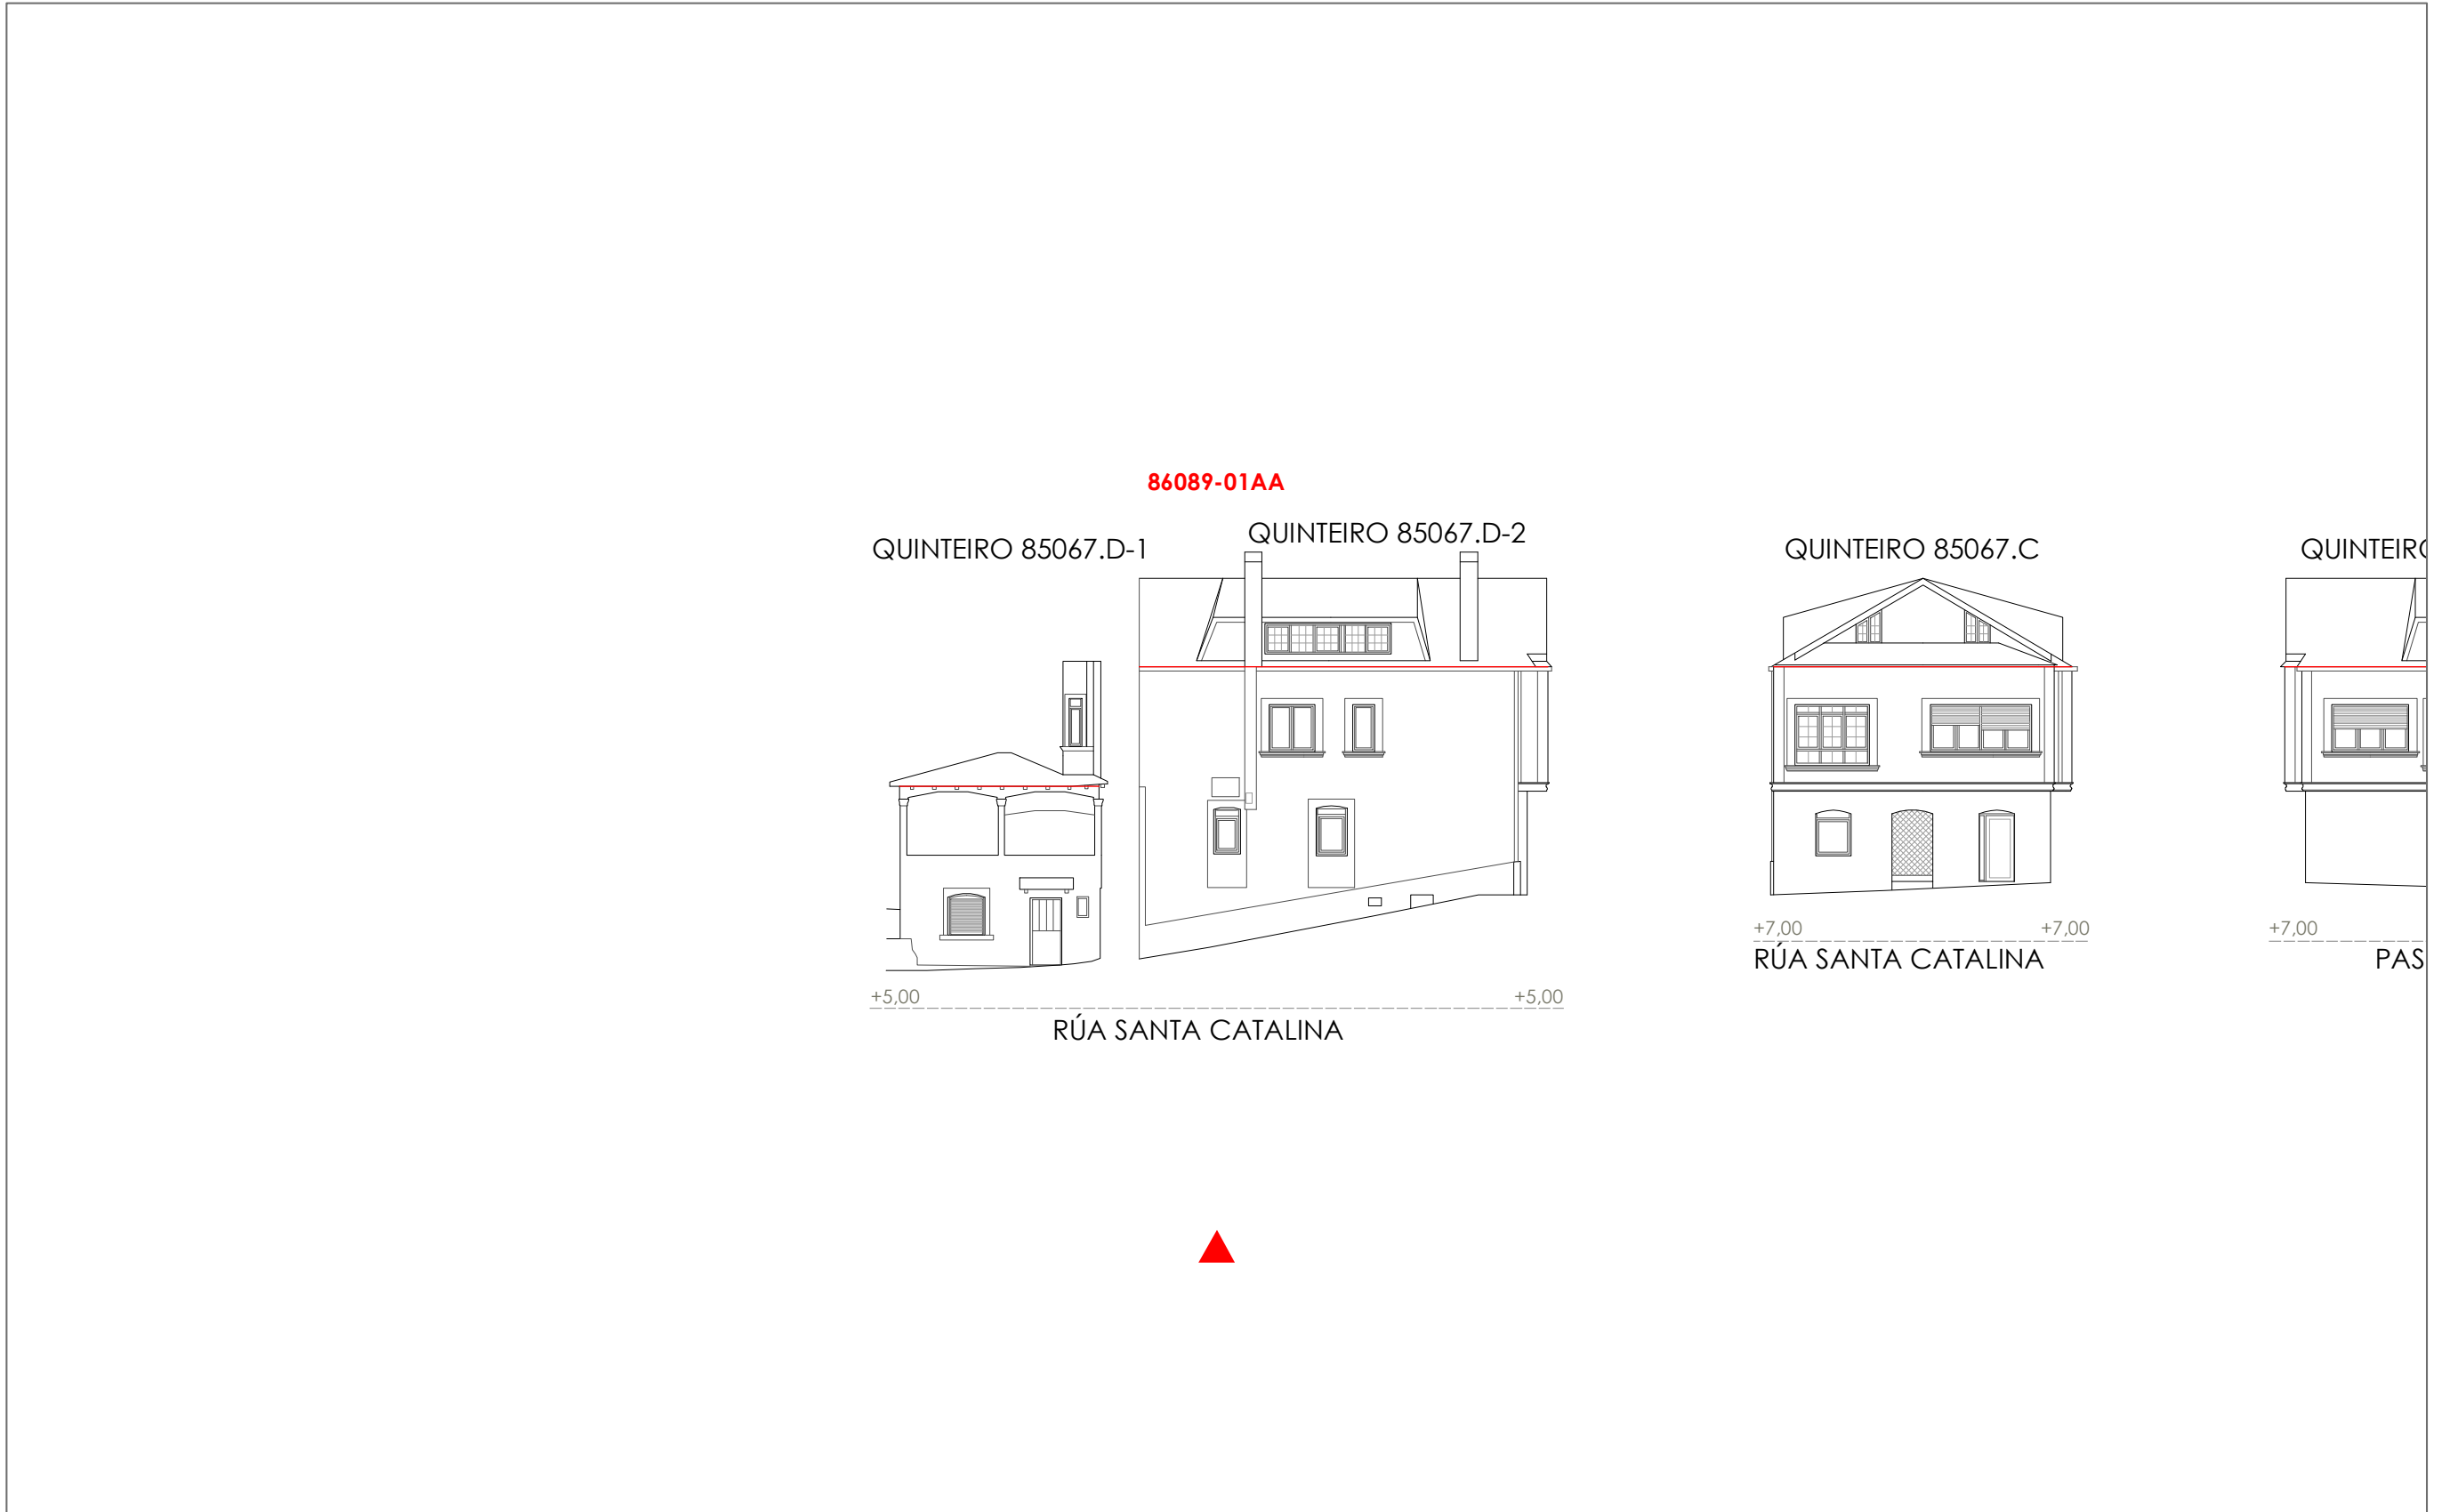 86089-01AA
QUINTEIRO 85067.D-1
QUINTEIRO 85067.D-2
QUINTEIRO 85067.C
+7,00
+7,00
+7,00
RÚA SANTA CATALINA
+5,00
+5,00
RÚA SANTA CATALINA